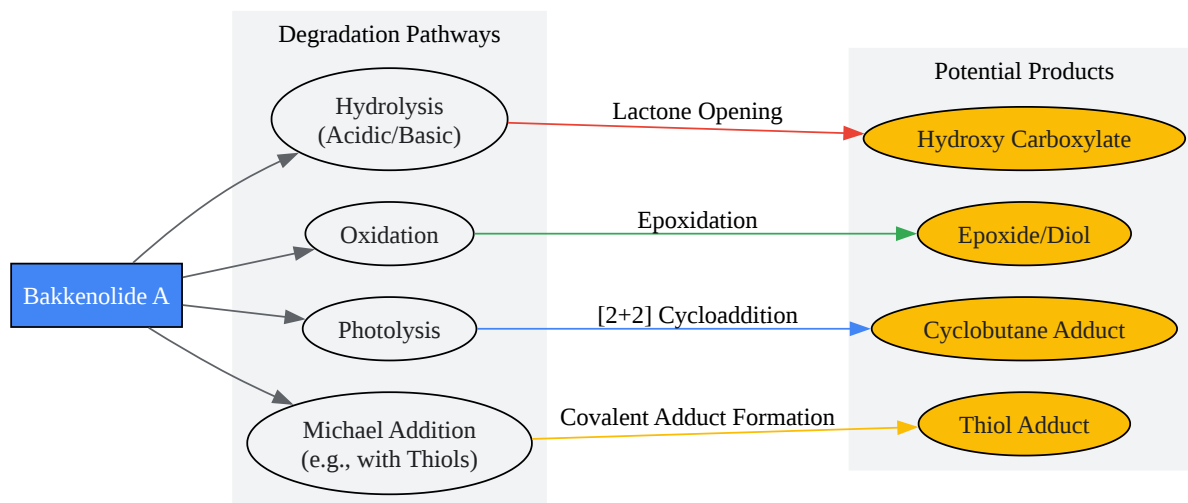 Degradation Pathways
Potential Products
Bakkenolide A
Hydrolysis
(Acidic/Basic)
Lactone Opening
Hydroxy Carboxylate
Oxidation
Epoxidation
Epoxide/Diol
Photolysis
[2+2] Cycloaddition
Cyclobutane Adduct
Michael Addition
(e.g., with Thiols)
Covalent Adduct Formation
Thiol Adduct